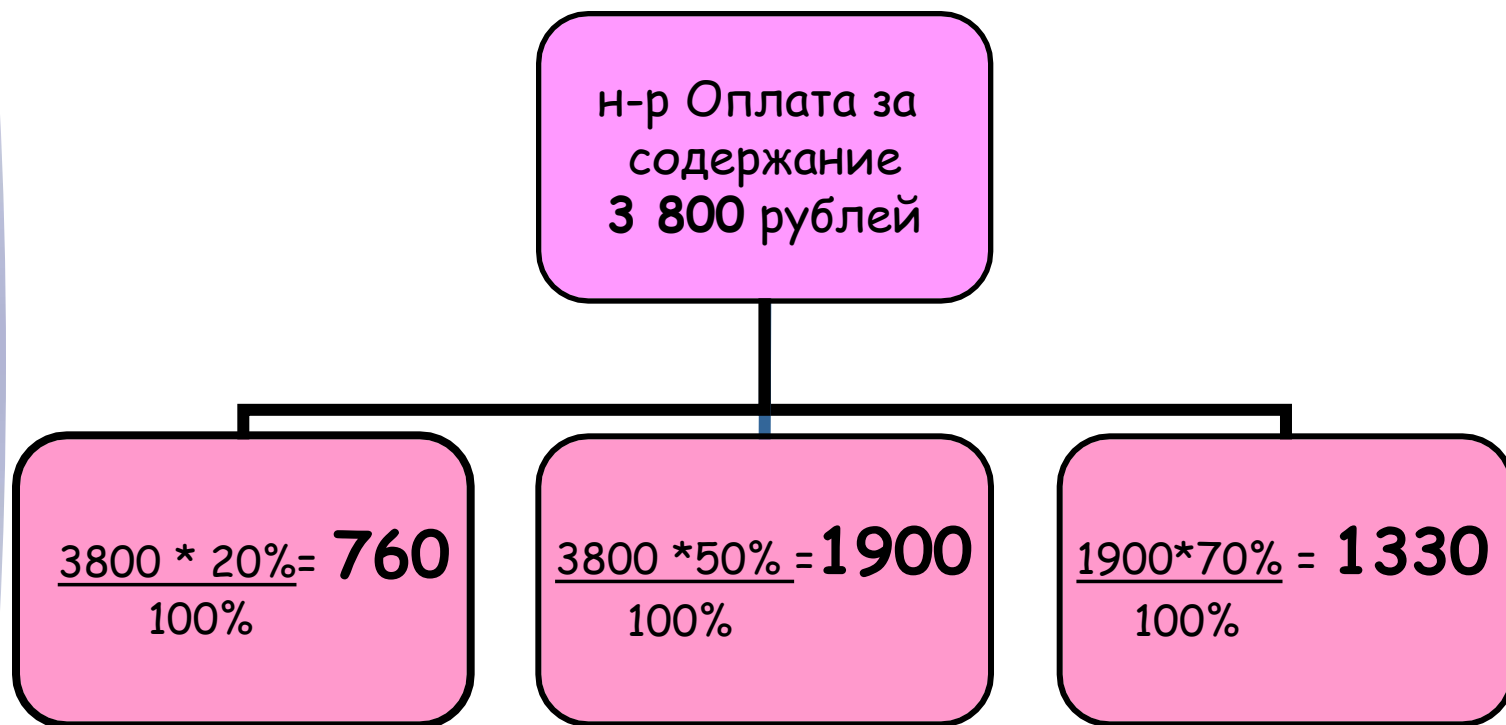 н-р Оплата за
содержание
3 800 рублей
3800 * 20%= 760
100%
3800 *50% =1900
100%
1900*70% = 1330
100%